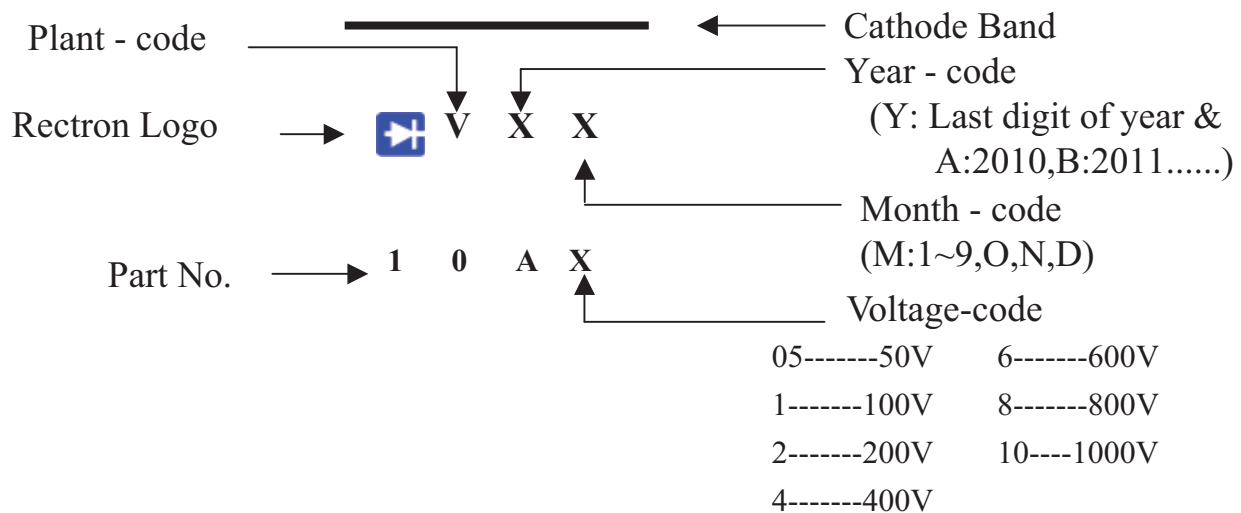 Cathode Band
Plant - code
Year - code
V X X
(Y: Last digit of year &
Rectron Logo
A:2010,B:2011......)
Month - code
(M:1~9,O,N,D)
Part No.
1 0 A X
Voltage-code
05-------50V 6-------600V
1-------100V 8-------800V
2-------200V 10----1000V
4-------400V